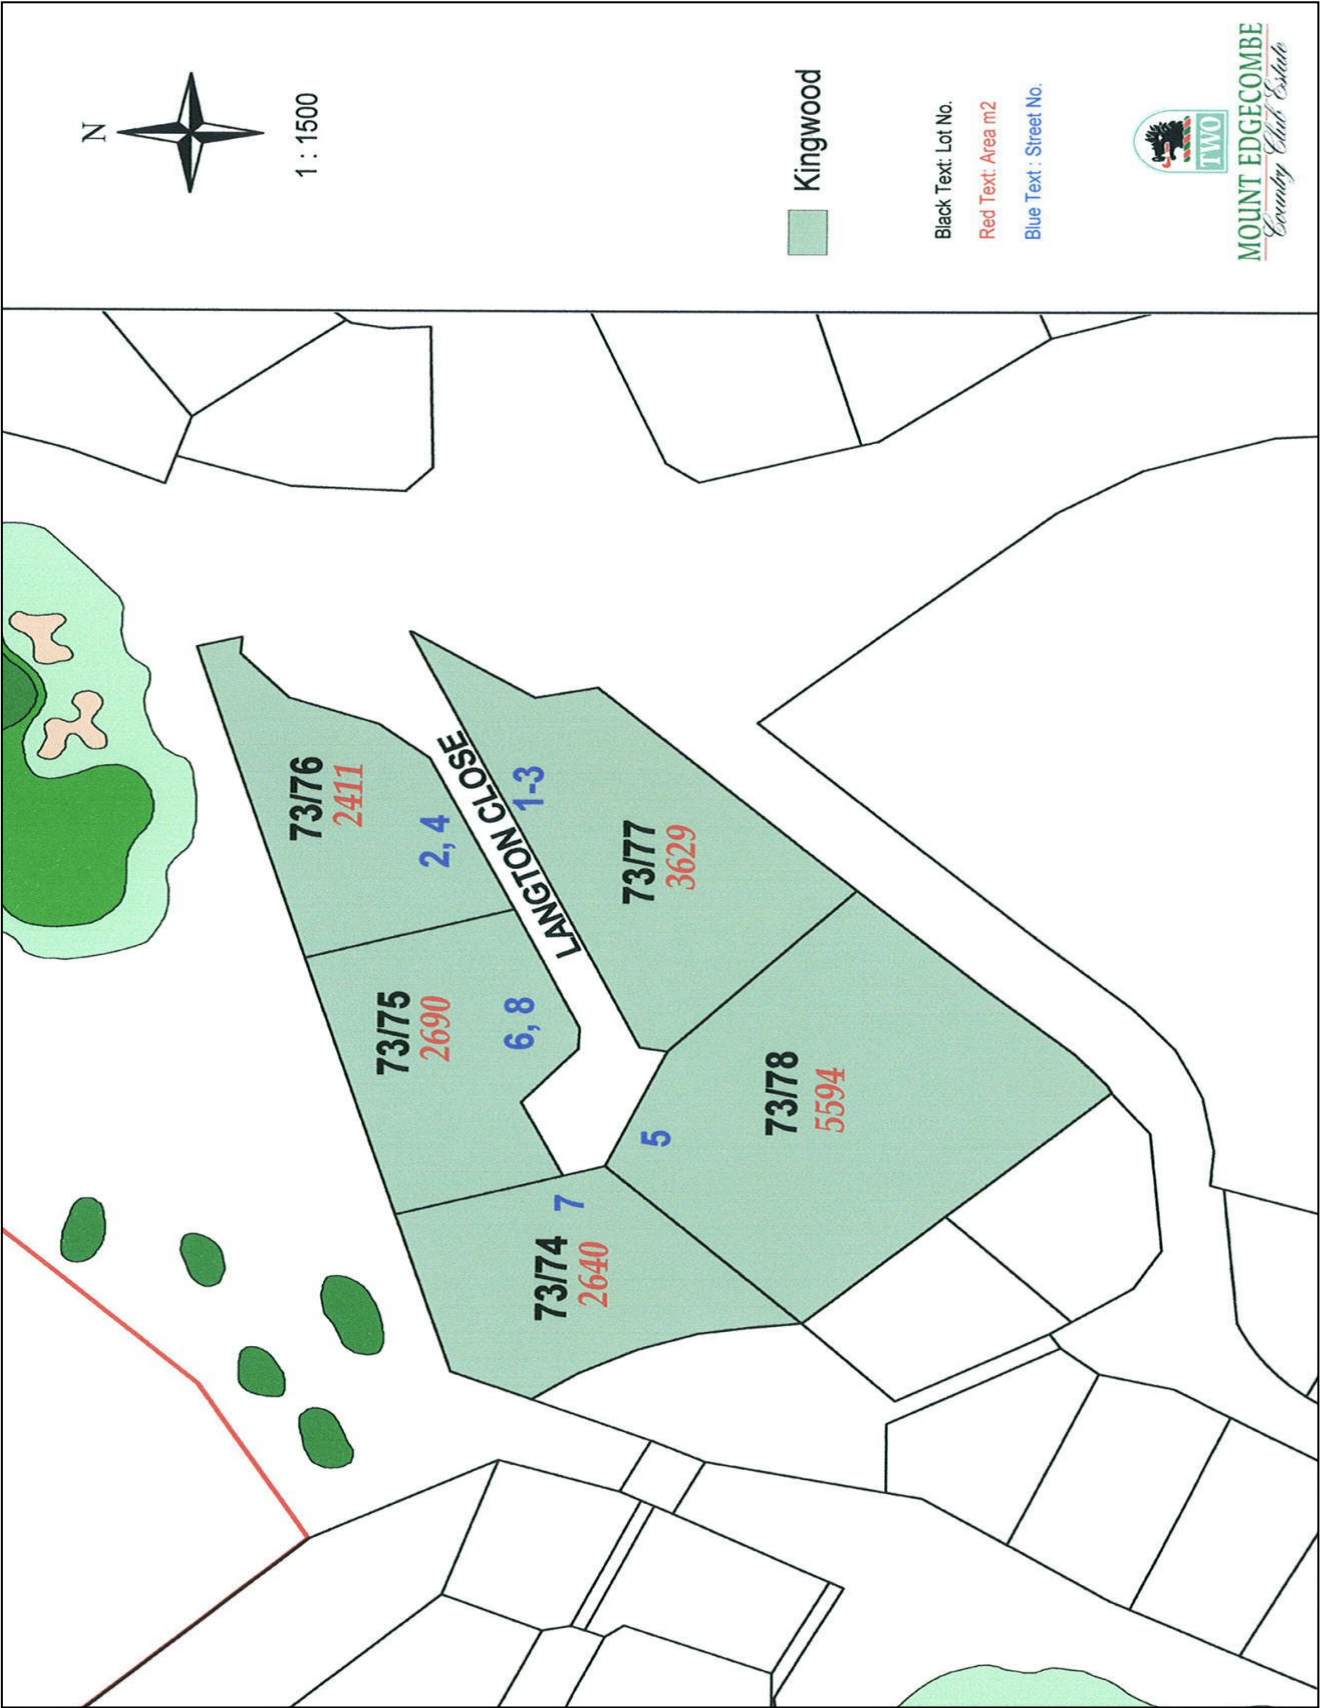 N
1 : 1500
Kingwood
Black Text: Lot No.
Red Text: Area m2
Blue Text : Street No.
TWO
MOUNT EDGECOMBE
Country Club Estate
73/76
2411
2, 4
LANGTON CLOSE
1-3
73/77
3629
73/75
2690
6, 8
73/78
5594
5
73/74
2640
7